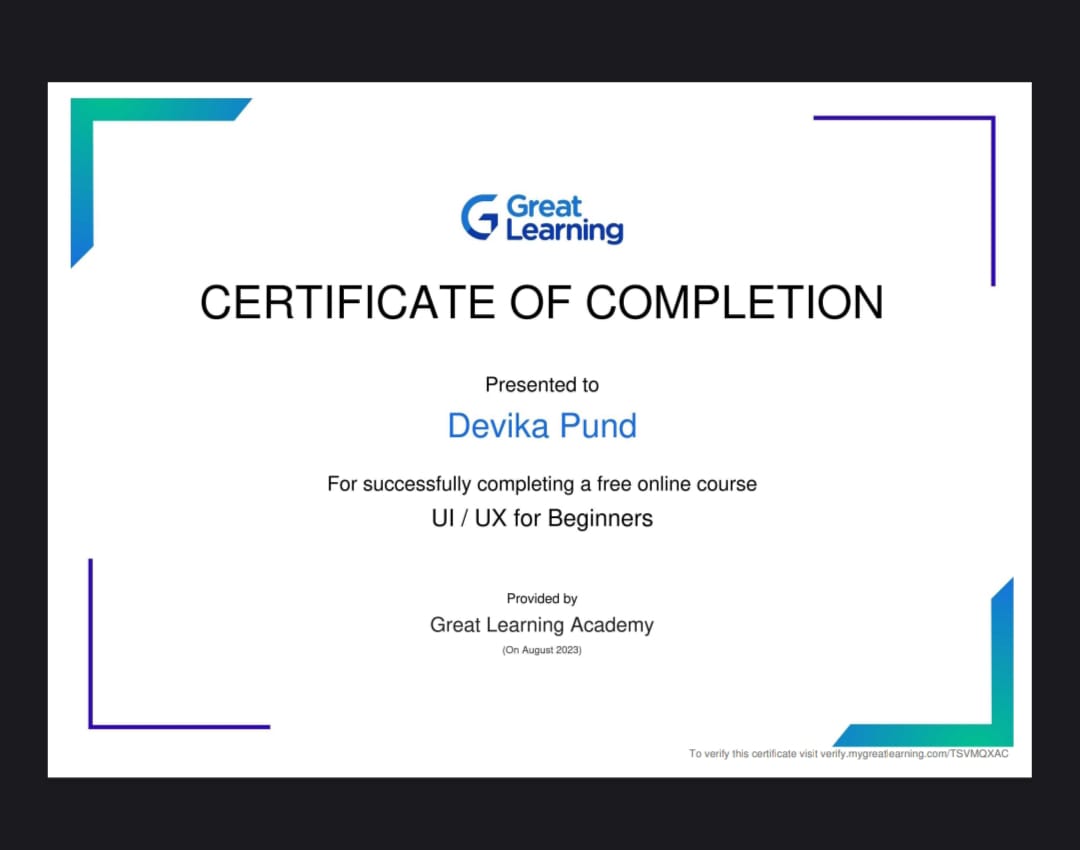 Great
Learning
CERTIFICATE OF COMPLETION
Presented to
Devika Pund
For successfully completing a free online course
UI / UX for Beginners
Provided by
Great Learning Academy
(On August 2023)
To verify this certificate visit verify.mygreatlearning.com/TSVMQXAC